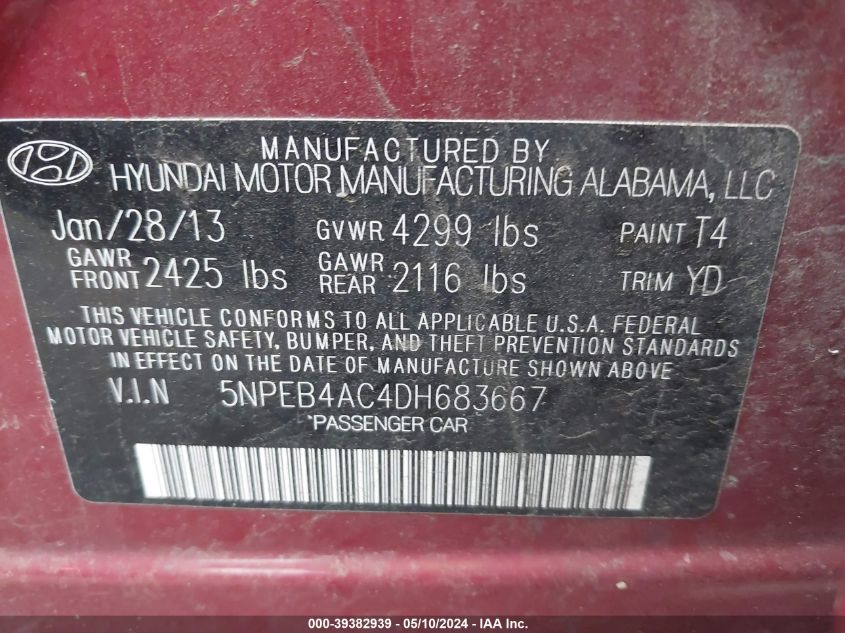 MANUFACTURED BY
HYUNDAI MOTOR MANUFACTURING ALABAMA, LLC
Jan/28/13 GVWR 4299 lbs PAINT T4
GAWR FRONT 2425 lbs GAWR REAR 2116 lbs TRIM YD
THIS VEHICLE CONFORMS TO ALL APPLICABLE U.S.A. FEDERAL
MOTOR VEHICLE SAFETY, BUMPER, AND THEFT PREVENTION STANDARDS
IN EFFECT ON THE DATE OF MANUFACTURE SHOWN ABOVE
V.I.N 5NPEB4AC4DH683667
*PASSENGER CAR
000-39382939 - 05/10/2024 - IAA Inc.